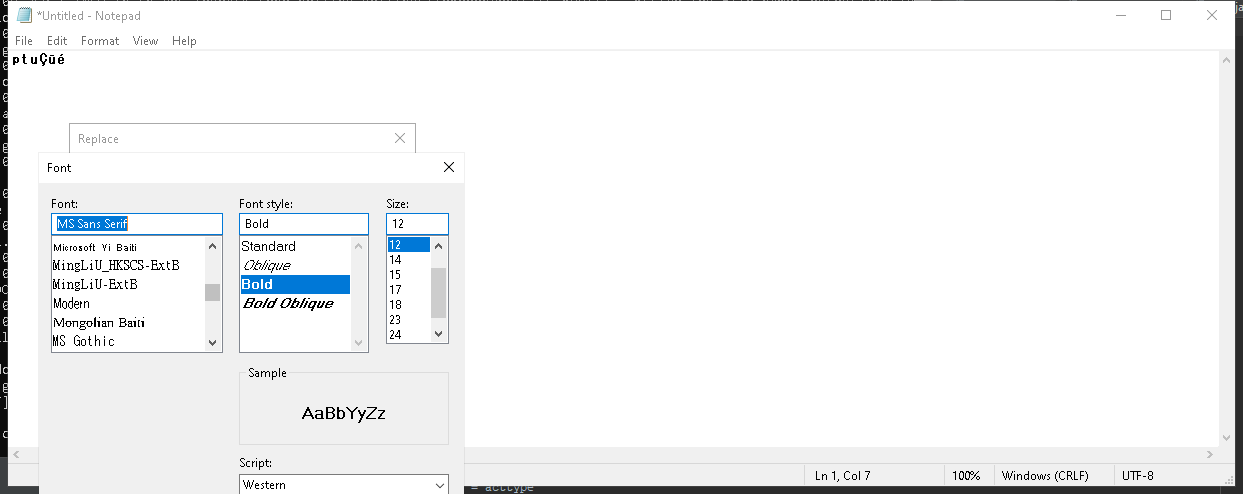 *Untitled - Notepad
File Edit Format View Help
ptuÇūé
Replace
Font
Font: Font style: Size:
MS Sans Serif Bold 12
Microsoft Yi Baiti
MingLiU_HKSCS-ExtB
MingLiU-ExtB
Modern
Mongolian Baiti
MS Gothic
Standard
Oblique
Bold
Bold Oblique
12
14
15
17
18
23
24
Sample
AaBbYyZz
Script:
Western
Ln 1, Col 7 100% Windows (CRLF) UTF-8
= acctype